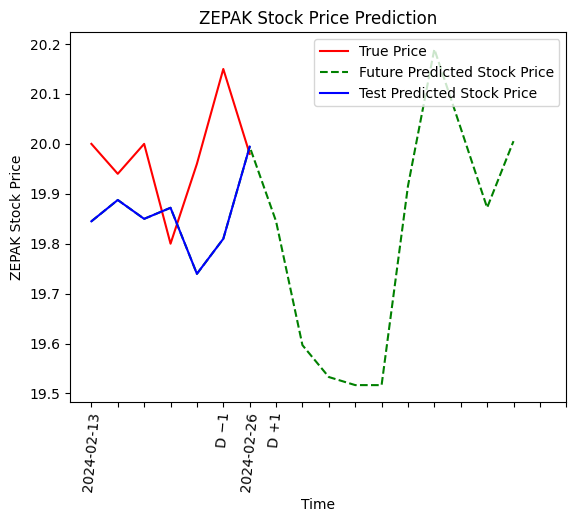 ZEPAK Stock Price Prediction
True Price
Future Predicted Stock Price
Test Predicted Stock Price
ZEPAK Stock Price
20.2
20.1
20.0
19.9
19.8
19.7
19.6
19.5
2024-02-13
D −1
2024-02-26
D +1
Time